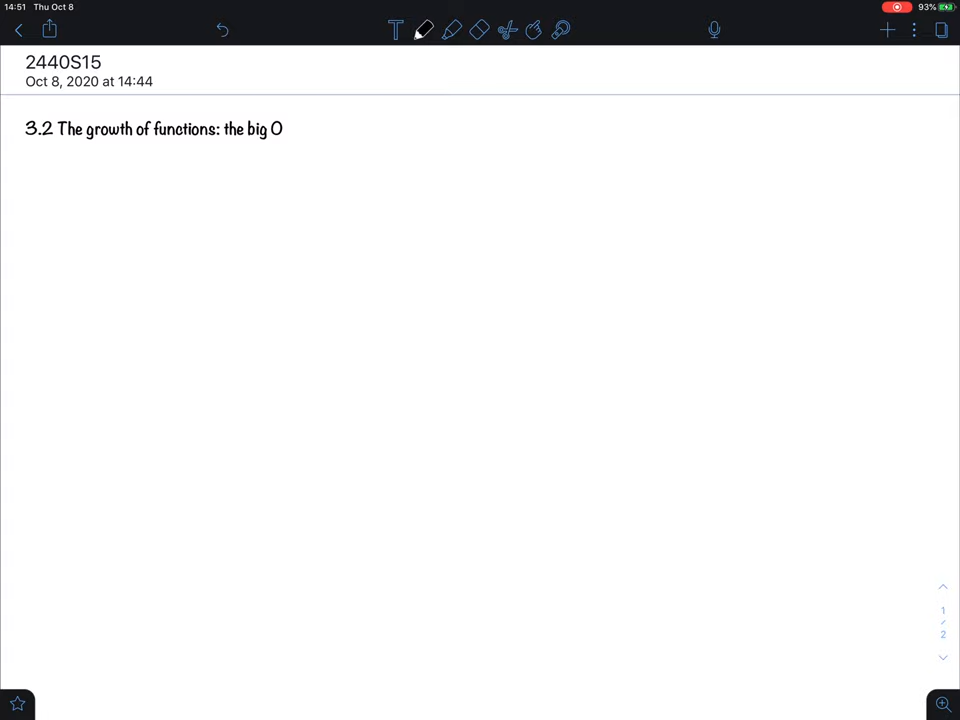 14:51 Thu Oct 8 93%
2440S15
Oct 8, 2020 at 14:44
3.2 The growth of functions: the big O
1
/
2